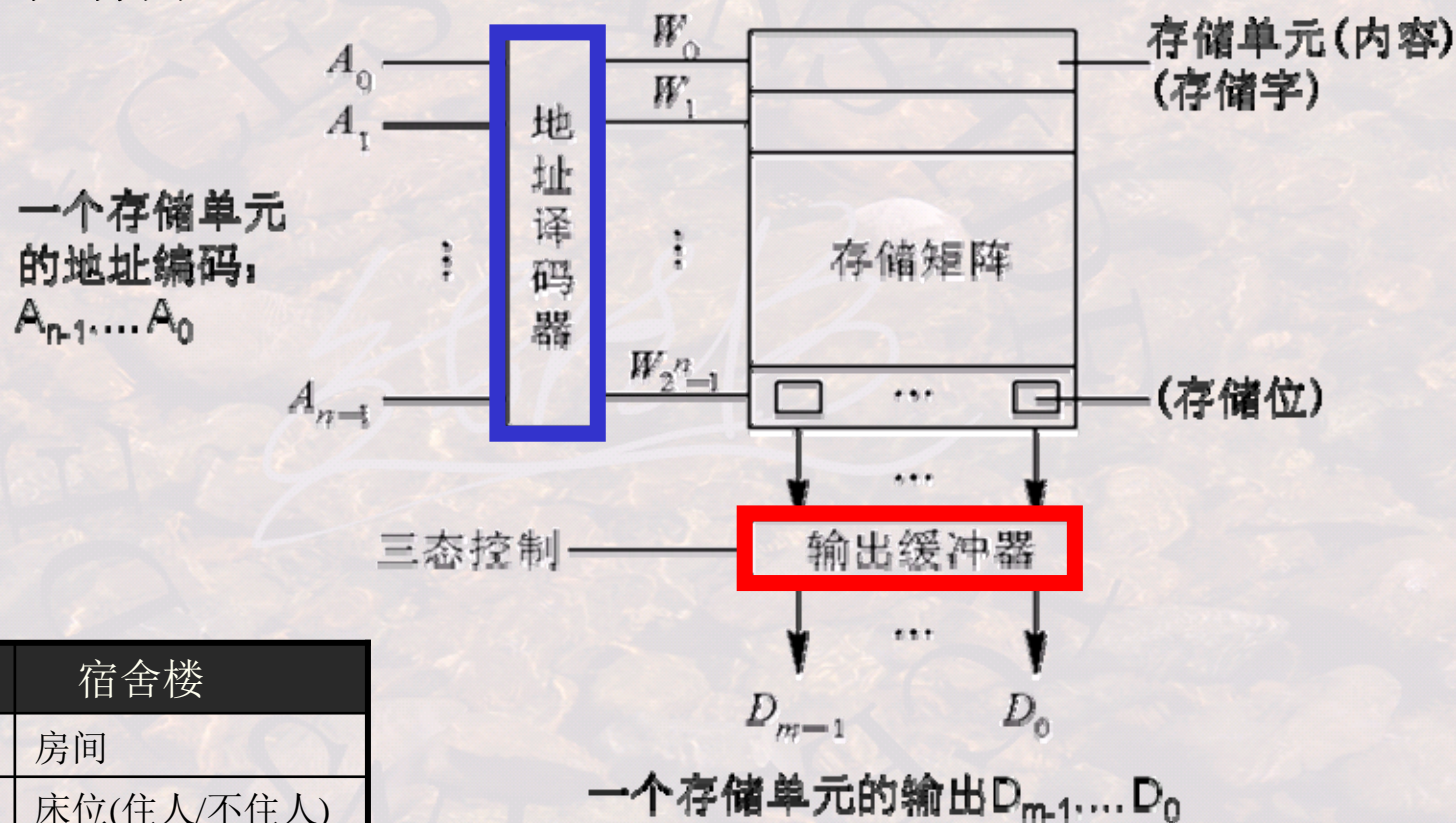 W₀
存储单元(内容)
(存储字)
A₀
W₁
A₁
地址译码器
一个存储单元
的地址编码:
Aₙ₋₁....A₀
⋮
⋮
存储矩阵
W₂ⁿ₋₁
Aₙ₋₁
...
(存储位)
...
三态控制
输出缓冲器
...
宿舍楼
房间
床位(住人/不住人)
Dₘ₋₁
D₀
一个存储单元的输出Dₘ₋₁....D₀